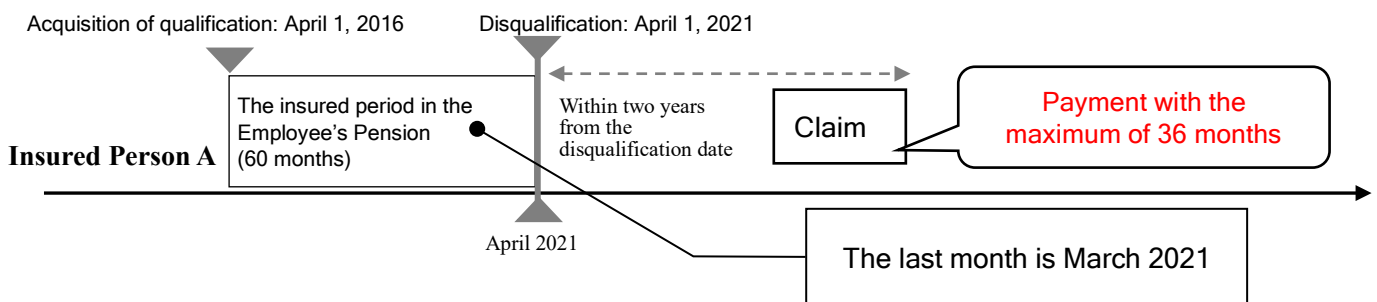 Acquisition of qualification: April 1, 2016
Disqualification: April 1, 2021
The insured period in the
Employee's Pension
(60 months)
Within two years
from the
disqualification date
Claim
Payment with the
maximum of 36 months
Insured Person A
April 2021
The last month is March 2021